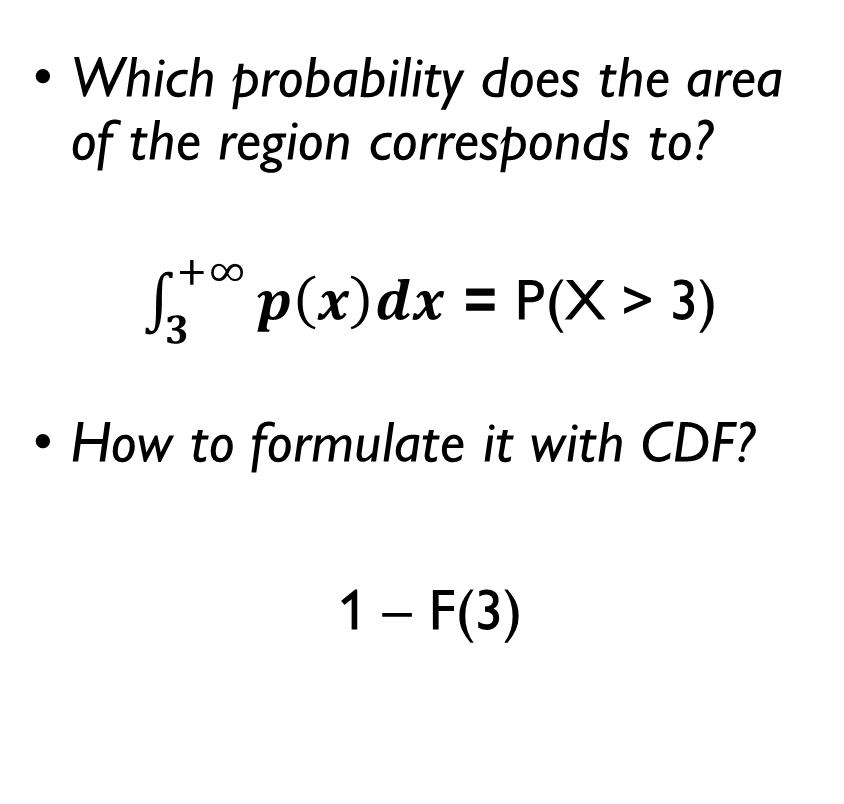 • Which probability does the area
of the region corresponds to?
∫₃⁺∞ p(x)dx = P(X > 3)
• How to formulate it with CDF?
1 – F(3)